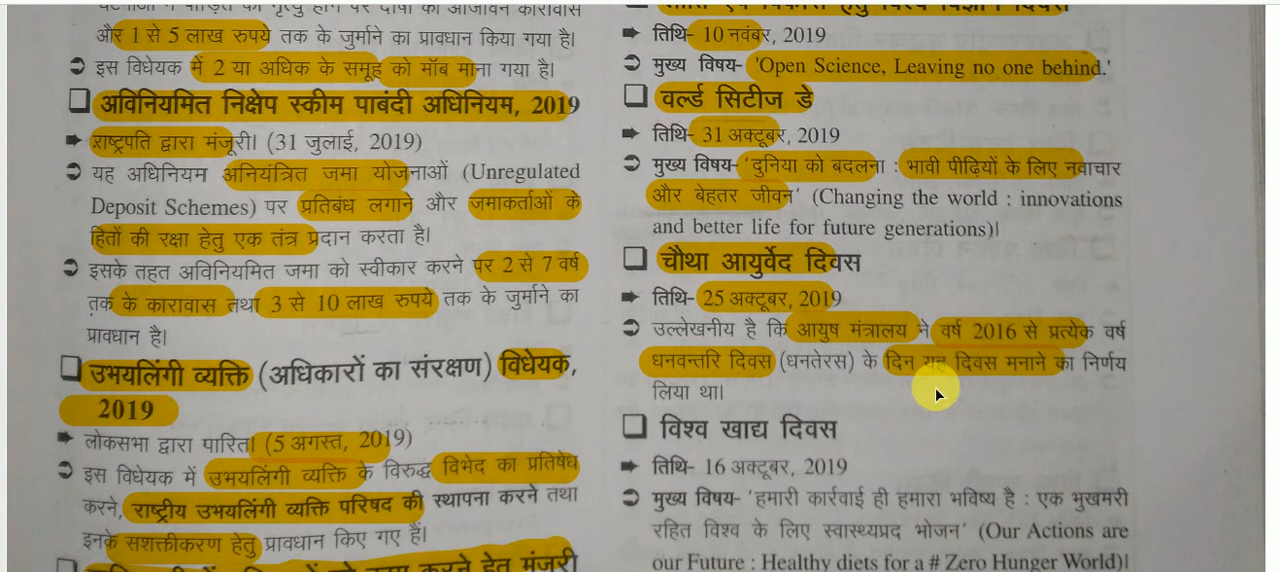 और 1 से 5 लाख रुपये तक के जुर्माने का प्रावधान किया गया है।
➲ इस विधेयक में 2 या अधिक के समूह को मॉब माना गया है।
❑ अविनियमित निक्षेप स्कीम पाबंदी अधिनियम, 2019
➡ राष्ट्रपति द्वारा मंजूरी। (31 जुलाई, 2019)
➲ यह अधिनियम अनियंत्रित जमा योजनाओं (Unregulated
Deposit Schemes) पर प्रतिबंध लगाने और जमाकर्ताओं के
हितों की रक्षा हेतु एक तंत्र प्रदान करता है।
➲ इसके तहत अविनियमित जमा को स्वीकार करने पर 2 से 7 वर्ष
तक के कारावास तथा 3 से 10 लाख रुपये तक के जुर्माने का
प्रावधान है।
❑ उभयलिंगी व्यक्ति (अधिकारों का संरक्षण) विधेयक,
2019
➡ लोकसभा द्वारा पारित। (5 अगस्त, 2019)
➲ इस विधेयक में उभयलिंगी व्यक्ति के विरुद्ध विभेद का प्रतिषेध
करने, राष्ट्रीय उभयलिंगी व्यक्ति परिषद की स्थापना करने तथा
इनके सशक्तीकरण हेतु प्रावधान किए गए हैं।
➡ तिथि- 10 नवंबर, 2019
➲ मुख्य विषय- 'Open Science, Leaving no one behind.'
❑ वर्ल्ड सिटीज डे
➡ तिथि- 31 अक्टूबर, 2019
➲ मुख्य विषय- 'दुनिया को बदलना : भावी पीढ़ियों के लिए नवाचार
और बेहतर जीवन' (Changing the world : innovations
and better life for future generations)।
❑ चौथा आयुर्वेद दिवस
➡ तिथि- 25 अक्टूबर, 2019
➲ उल्लेखनीय है कि आयुष मंत्रालय ने वर्ष 2016 से प्रत्येक वर्ष
धनवन्तरि दिवस (धनतेरस) के दिन यह दिवस मनाने का निर्णय
लिया था।
❑ विश्व खाद्य दिवस
➡ तिथि- 16 अक्टूबर, 2019
➲ मुख्य विषय- 'हमारी कार्रवाई ही हमारा भविष्य है : एक भुखमरी
रहित विश्व के लिए स्वास्थ्यप्रद भोजन' (Our Actions are
our Future : Healthy diets for a # Zero Hunger World)।